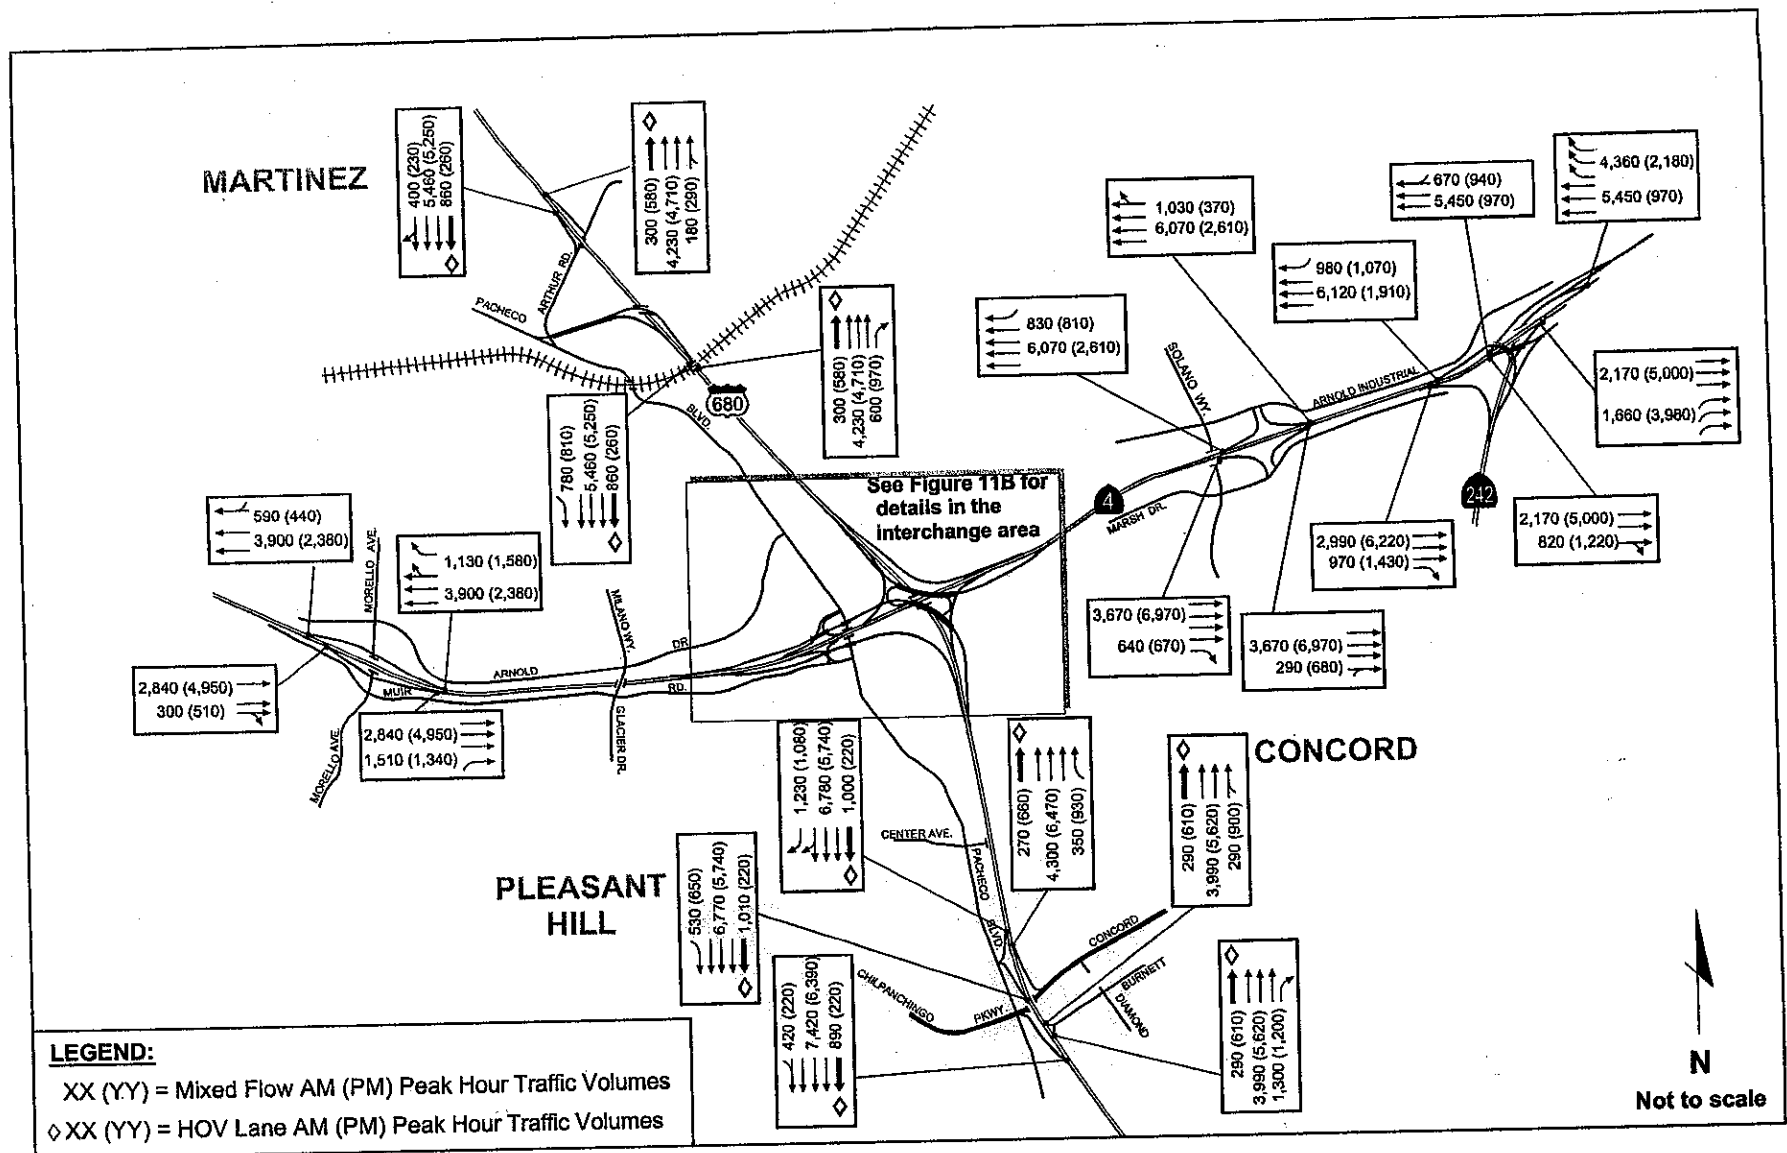 MARTINEZ
400 (230)
5,460 (5,250)
860 (260)
300 (580)
4,230 (4,710)
180 (290)
4,360 (2,180)
5,450 (970)
670 (940)
5,450 (970)
1,030 (370)
6,070 (2,610)
980 (1,070)
6,120 (1,910)
830 (810)
6,070 (2,610)
ARTHUR RD.
PACHECO
BLVD.
680
300 (580)
4,230 (4,710)
600 (970)
780 (810)
5,460 (5,250)
860 (260)
SOLANO WY.
ARNOLD INDUSTRIAL
2,170 (5,000)
1,660 (3,980)
See Figure 11B for
details in the
interchange area
4
MARSH DR.
242
2,170 (5,000)
820 (1,220)
2,990 (6,220)
970 (1,430)
590 (440)
3,900 (2,380)
MORELLO AVE.
1,130 (1,580)
3,900 (2,380)
MILANO WY.
3,670 (6,970)
640 (670)
3,670 (6,970)
290 (680)
ARNOLD
DR.
MUIR
RD.
2,840 (4,950)
300 (510)
MORELLO AVE.
2,840 (4,950)
1,510 (1,340)
GLACIER DR.
1,230 (1,080)
6,780 (5,740)
1,000 (220)
270 (660)
4,300 (6,470)
350 (930)
290 (610)
3,990 (5,620)
290 (900)
CONCORD
CENTER AVE.
PACHECO
BLVD.
PLEASANT
HILL
530 (650)
6,770 (5,740)
1,010 (220)
CONCORD
BURNETT
DIAMOND
CHILPANCHINGO
PKWY.
420 (220)
7,420 (6,390)
890 (220)
290 (610)
3,990 (5,620)
1,300 (1,200)
LEGEND:
XX (YY) = Mixed Flow AM (PM) Peak Hour Traffic Volumes
◊ XX (YY) = HOV Lane AM (PM) Peak Hour Traffic Volumes
N
Not to scale